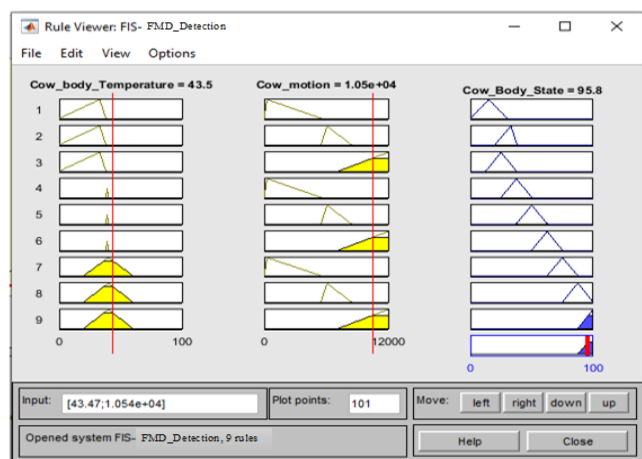 Rule Viewer: FIS- FMD_Detection
File Edit View Options
Cow_body_Temperature = 43.5
Cow_motion = 1.05e+04
Cow_Body_State = 95.8
1
2
3
4
5
6
7
8
9
0 100
0 12000
0 100
Input: [43.47;1.054e+04]
Plot points: 101
Move: left right down up
Opened system FIS- FMD_Detection, 9 rules
Help Close